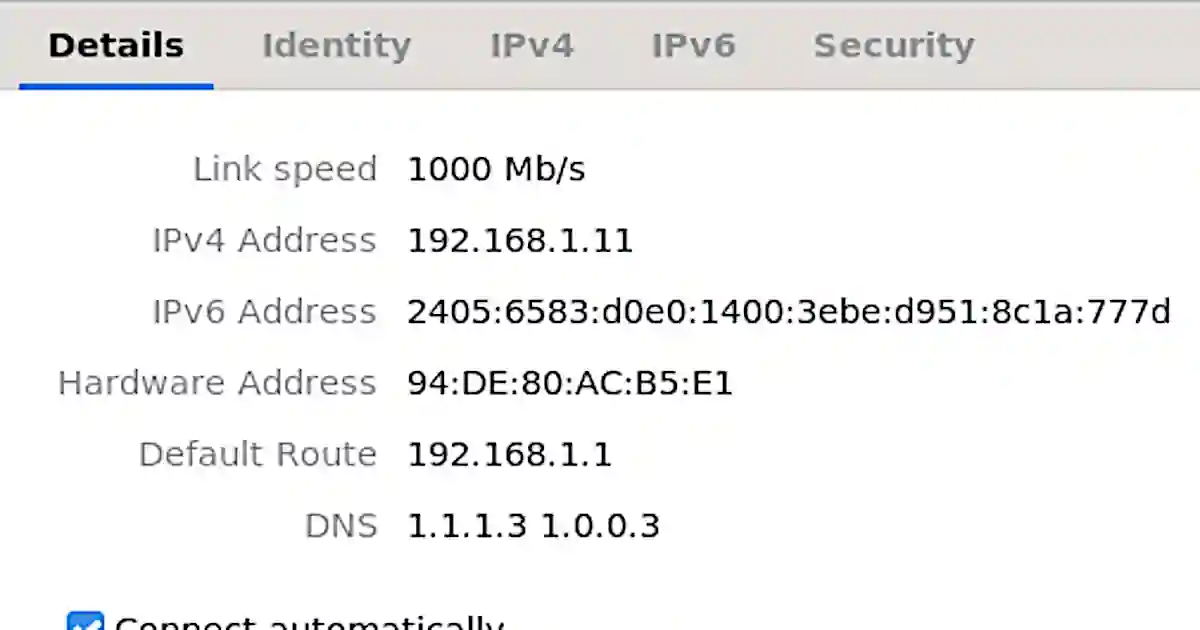 Details Identity IPv4 IPv6 Security
Link speed 1000 Mb/s
IPv4 Address 192.168.1.11
IPv6 Address 2405:6583:d0e0:1400:3ebe:d951:8c1a:777d
Hardware Address 94:DE:80:AC:B5:E1
Default Route 192.168.1.1
DNS 1.1.1.3 1.0.0.3
Connect automatically